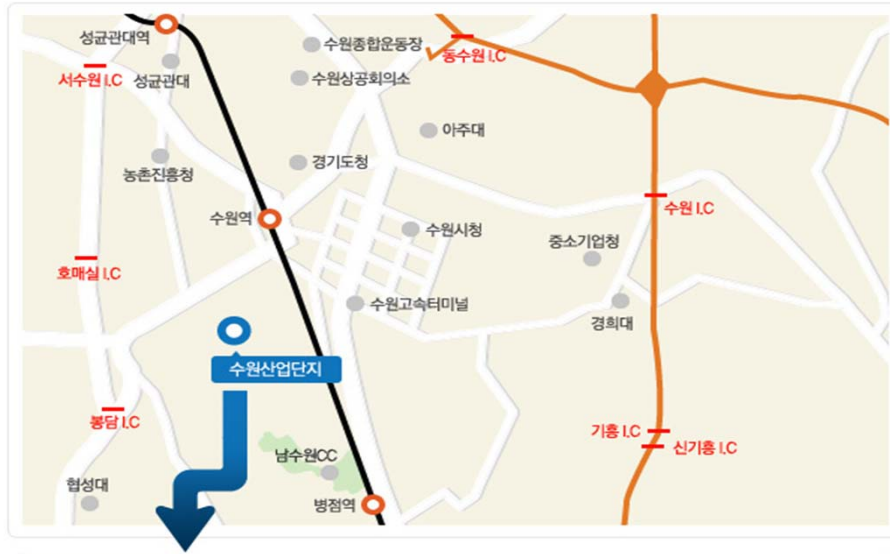 성균관대역
수원종합운동장
동수원 I.C
서수원 I.C
성균관대
수원상공회의소
아주대
농촌진흥청
경기도청
수원역
수원시청
수원 I.C
중소기업청
호매실 I.C
수원고속터미널
경희대
수원산업단지
봉담 I.C
기흥 I.C
신기흥 I.C
남수원CC
협성대
병점역